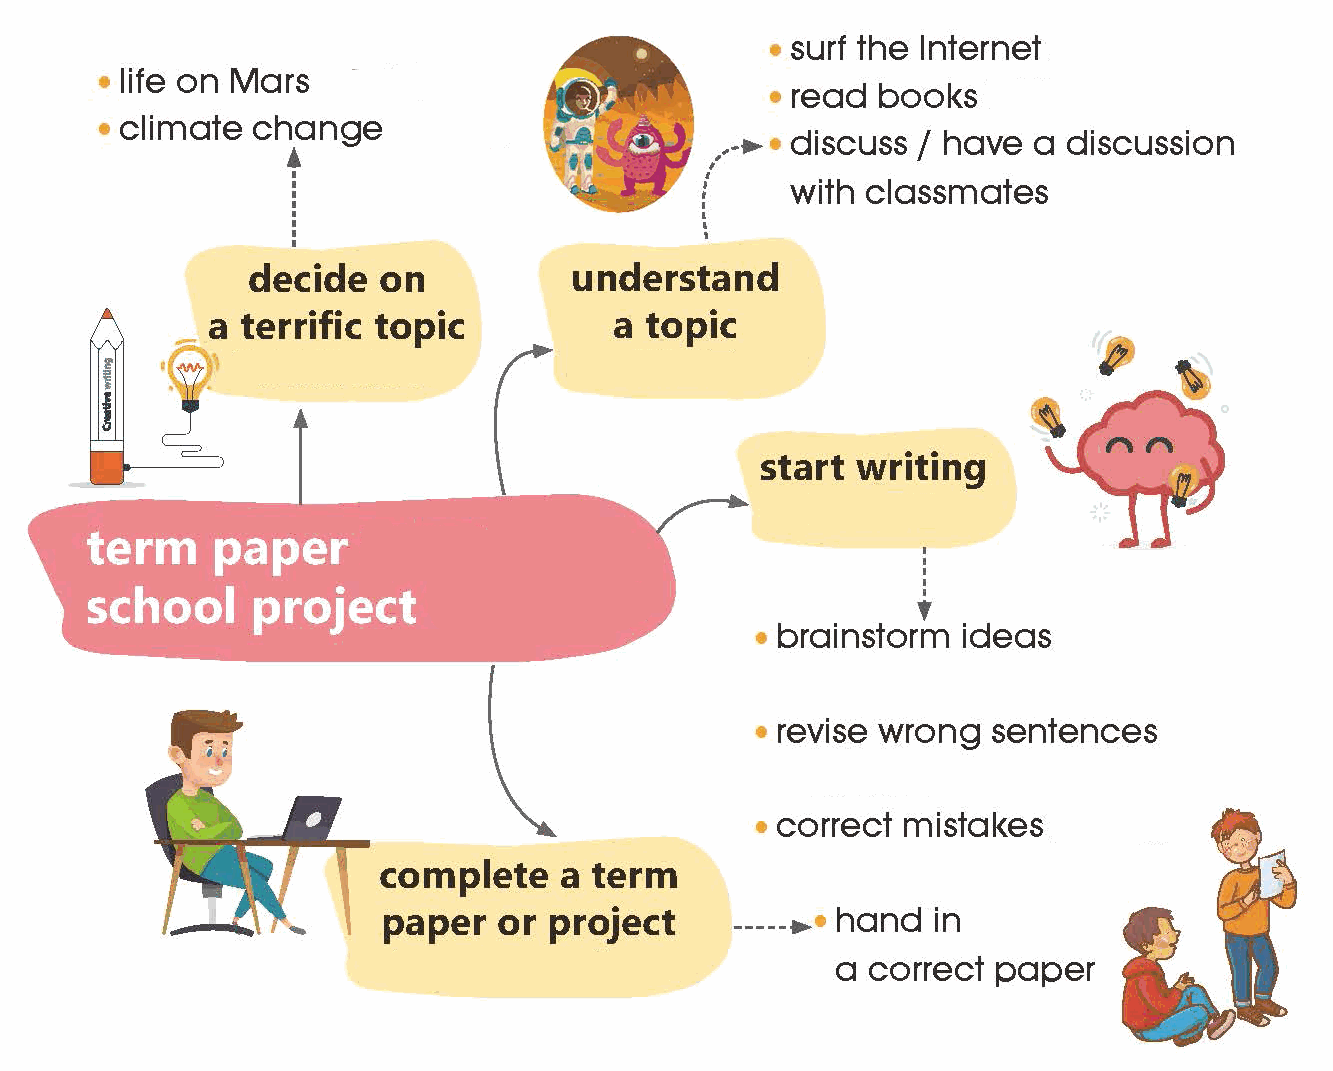 • life on Mars
• climate change
• surf the Internet
• read books
• discuss / have a discussion
with classmates
decide on
a terrific topic
understand
a topic
Creative writing
start writing
term paper
school project
• brainstorm ideas
• revise wrong sentences
• correct mistakes
complete a term
paper or project
• hand in
a correct paper